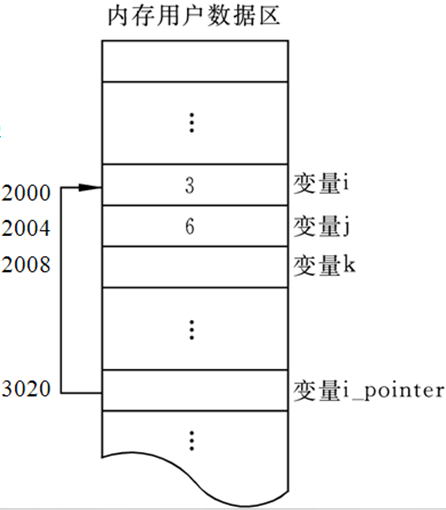 内存用户数据区
⋮
2000 3 变量i
2004 6 变量j
2008 变量k
⋮
3020 变量i_pointer
⋮